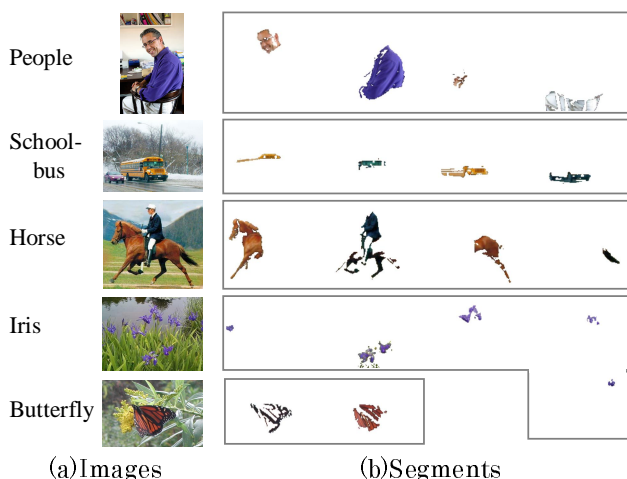 People
School-
bus
Horse
Iris
Butterfly
(a)Images
(b)Segments